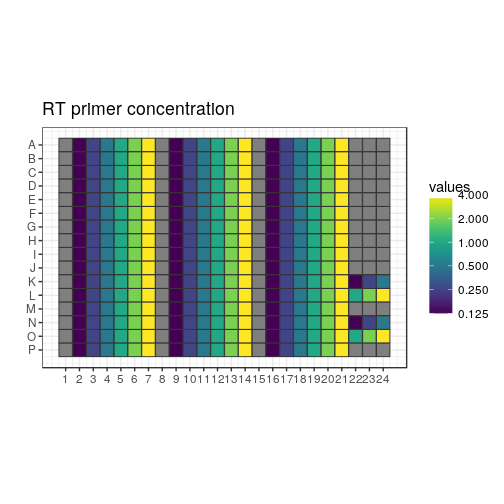 RT primer concentration
A
B
C
D
E
F
G
H
I
J
K
L
M
N
O
P
1 2 3 4 5 6 7 8 9 10 11 12 13 14 15 16 17 18 19 20 21 22 23 24
values
4.000
2.000
1.000
0.500
0.250
0.125